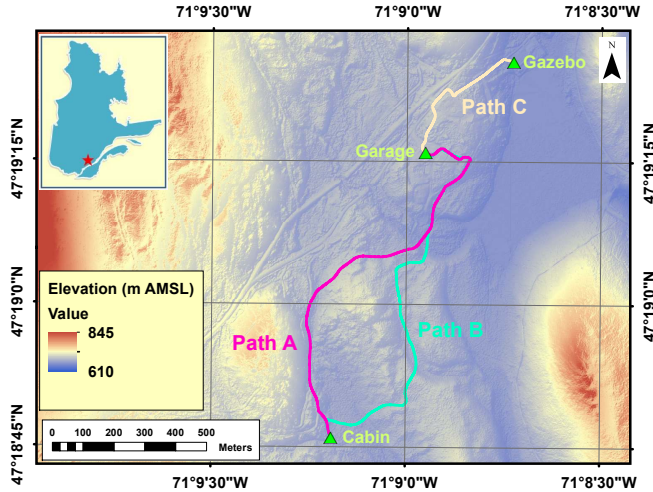 71°9'30"W 71°9'0"W 71°8'30"W
N
Gazebo
Path C
Garage
47°19'15"N 47°19'15"N
Elevation (m AMSL)
Value
845
610
47°19'0"N 47°19'0"N
Path A Path B
0 100 200 300 400 500
Meters
Cabin
47°18'45"N 47°18'45"N
71°9'30"W 71°9'0"W 71°8'30"W